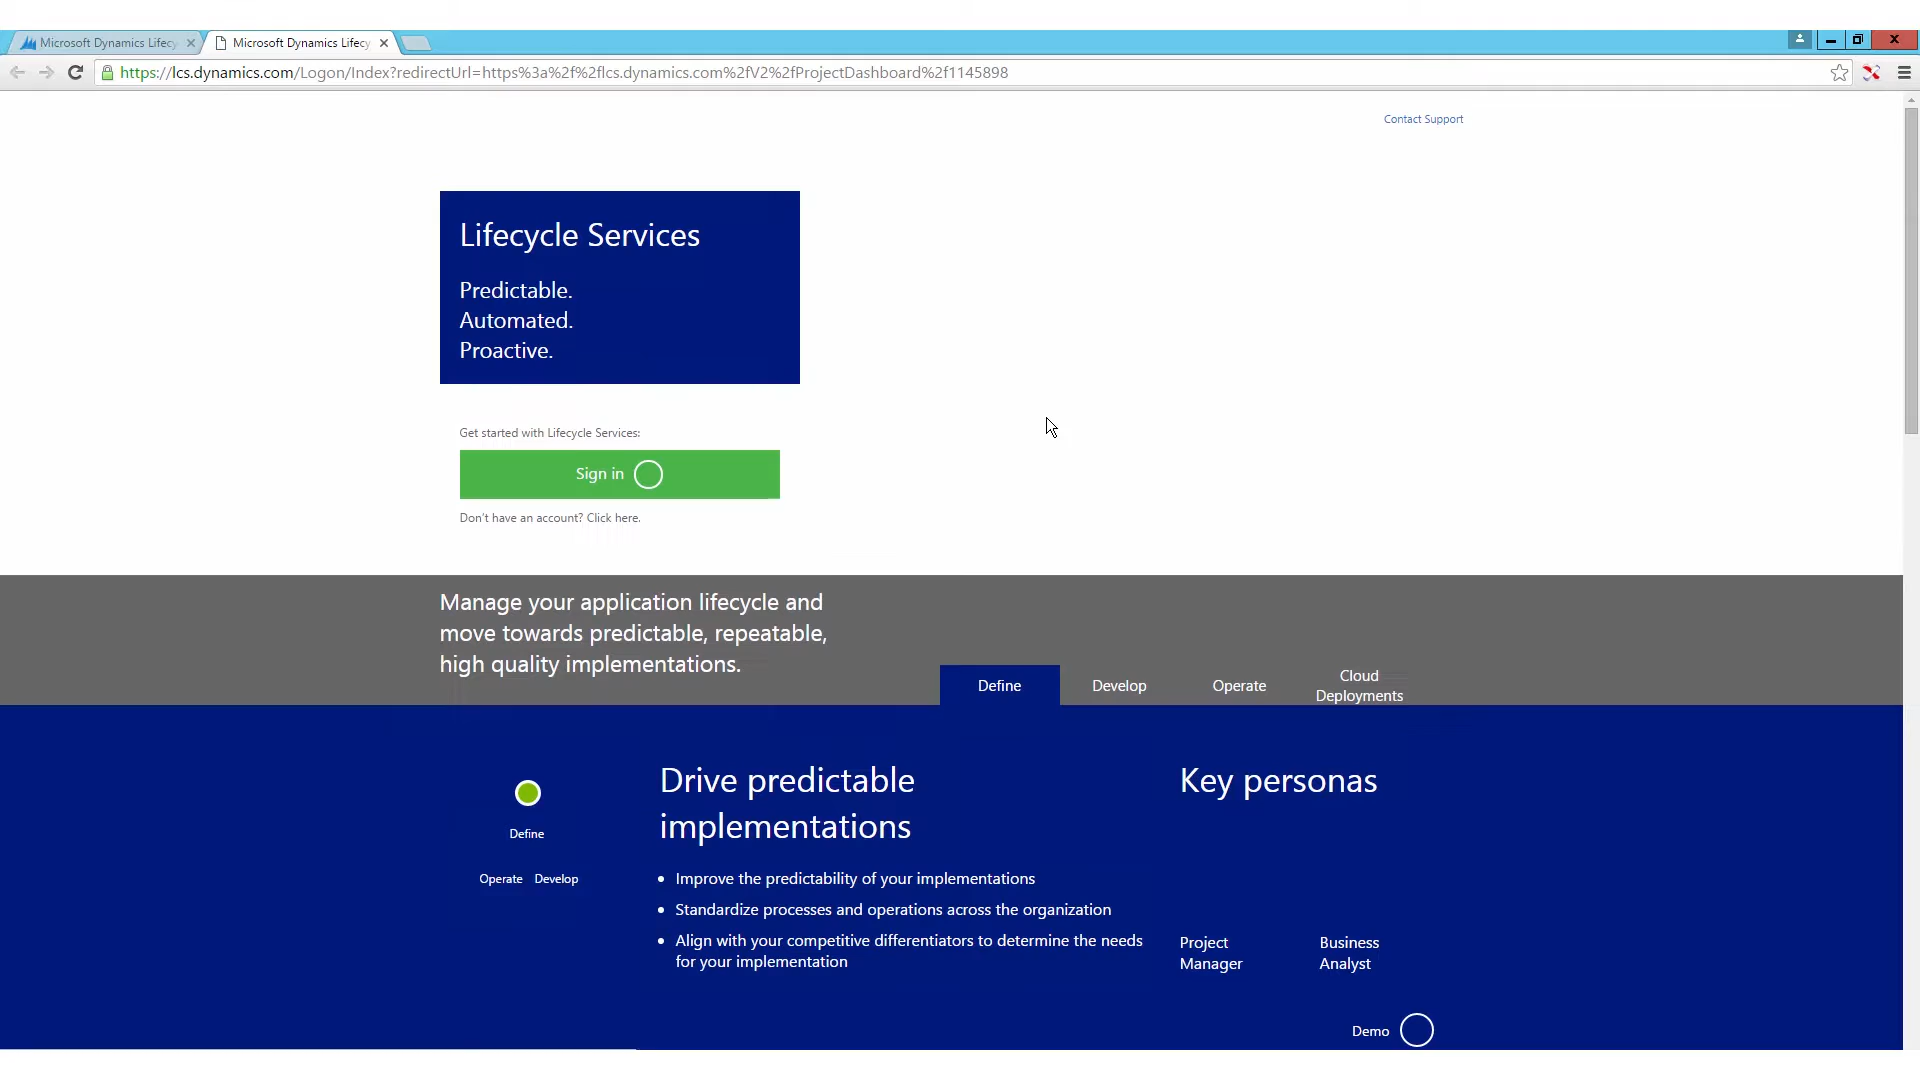 Microsoft Dynamics Lifecy
Microsoft Dynamics Lifecy
https://lcs.dynamics.com/Logon/Index?redirectUrl=https%3a%2f%2flcs.dynamics.com%2fV2%2fProjectDashboard%2f1145898
Contact Support
Lifecycle Services
Predictable.
Automated.
Proactive.
Get started with Lifecycle Services:
Sign in
Don't have an account? Click here.
Manage your application lifecycle and
move towards predictable, repeatable,
high quality implementations.
Define
Develop
Operate
Cloud
Deployments
Define
Operate
Develop
Drive predictable
implementations
• Improve the predictability of your implementations
• Standardize processes and operations across the organization
• Align with your competitive differentiators to determine the needs
for your implementation
Key personas
Project
Manager
Business
Analyst
Demo